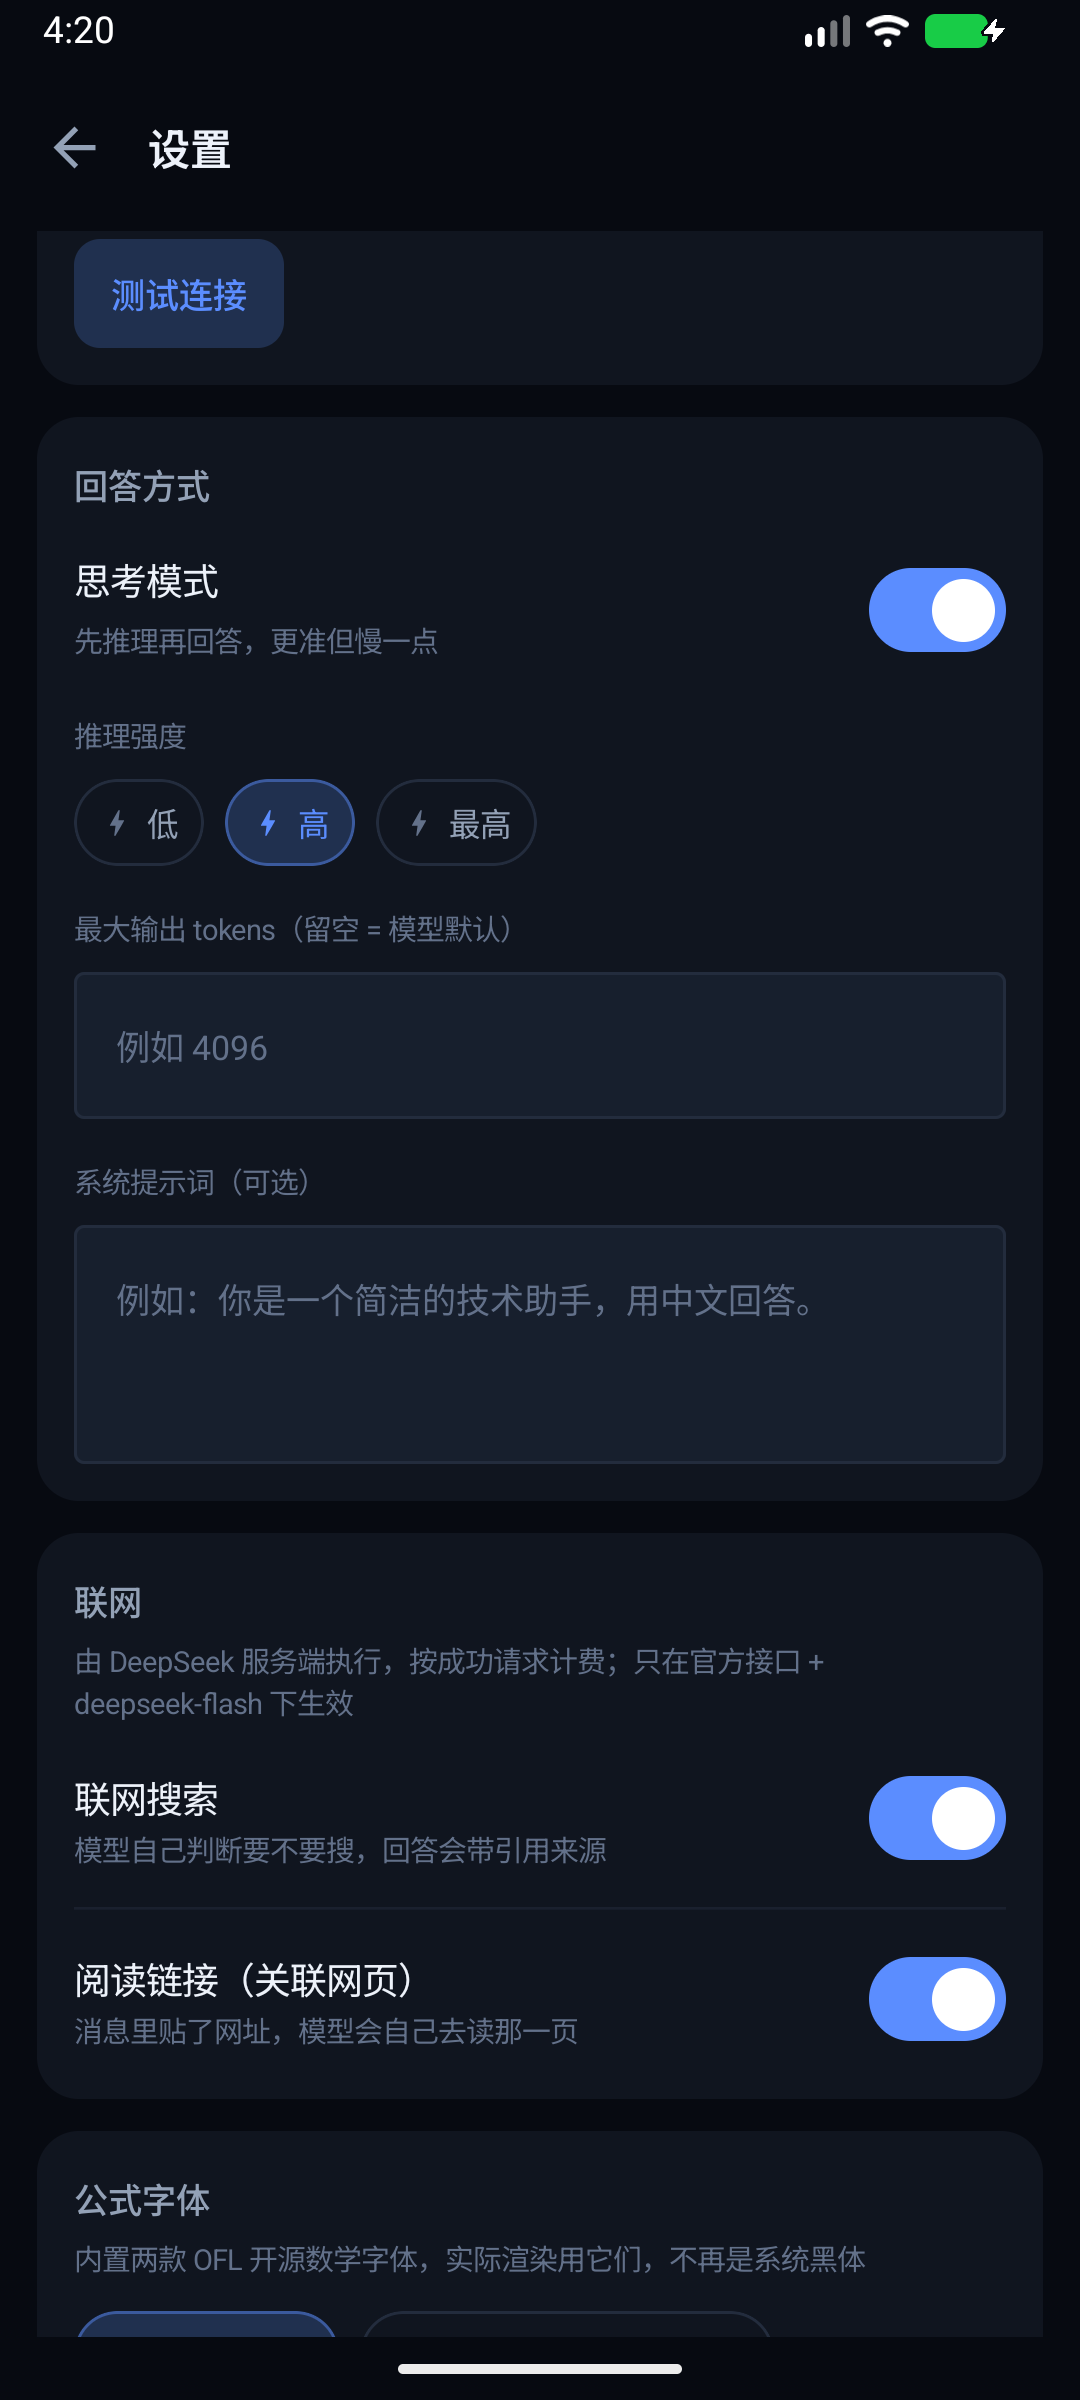 4:20
设置
测试连接
回答方式
思考模式
先推理再回答，更准但慢一点
推理强度
低
高
最高
最大输出 tokens（留空 = 模型默认）
例如 4096
系统提示词（可选）
例如：你是一个简洁的技术助手，用中文回答。
联网
由 DeepSeek 服务端执行，按成功请求计费；只在官方接口 +
deepseek-flash 下生效
联网搜索
模型自己判断要不要搜，回答会带引用来源
阅读链接（关联网页）
消息里贴了网址，模型会自己去读那一页
公式字体
内置两款 OFL 开源数学字体，实际渲染用它们，不再是系统黑体